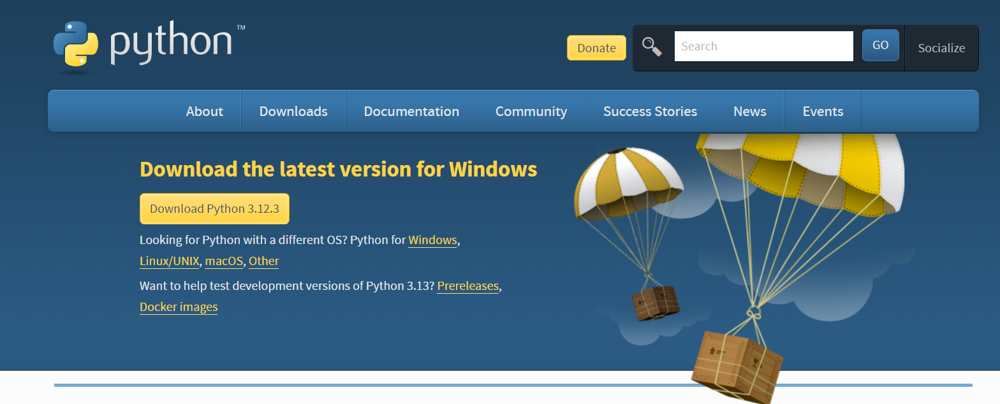 python™
Donate
Search
GO
Socialize
About
Downloads
Documentation
Community
Success Stories
News
Events
Download the latest version for Windows
Download Python 3.12.3
Looking for Python with a different OS? Python for Windows,
Linux/UNIX, macOS, Other
Want to help test development versions of Python 3.13? Prereleases,
Docker images